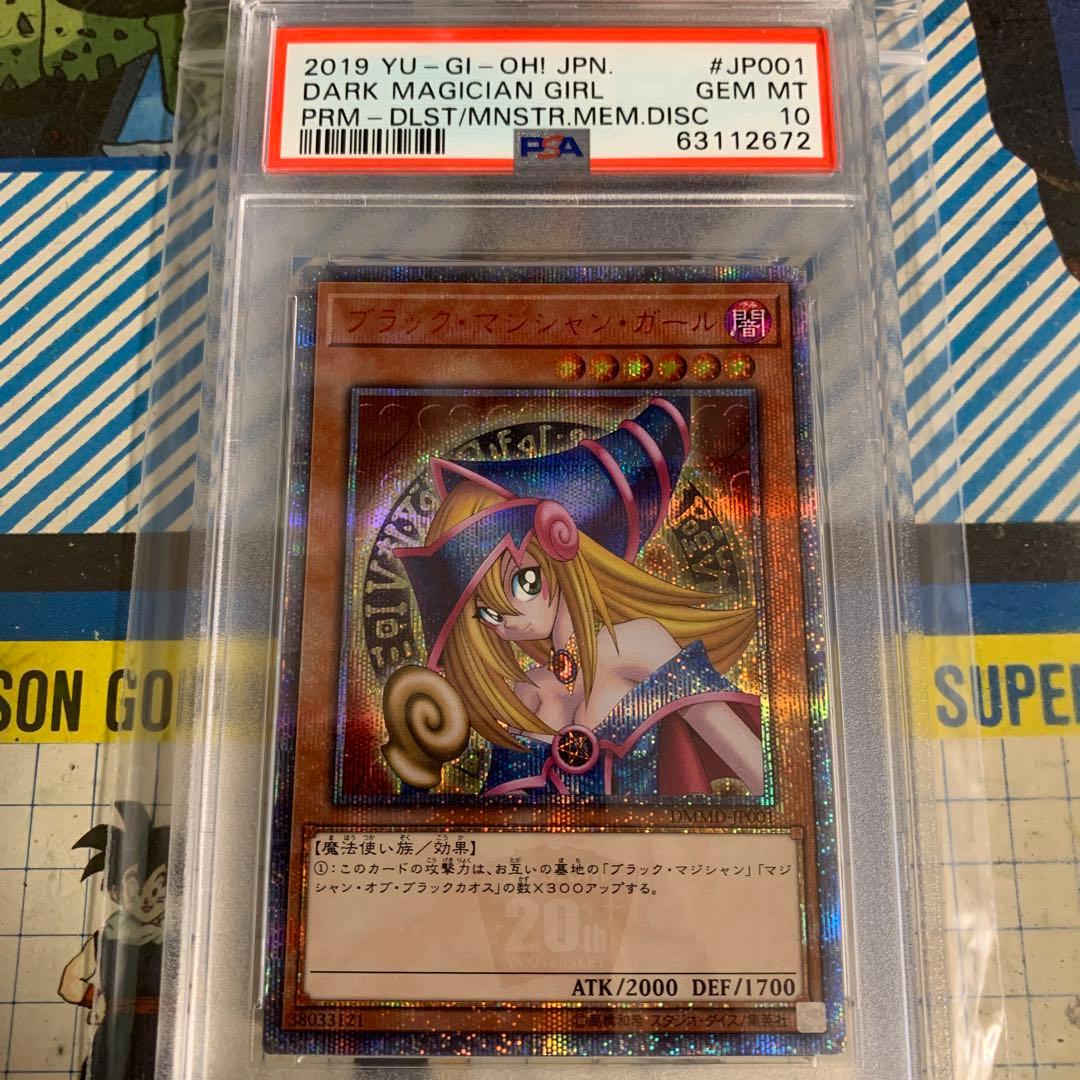 2019 YU-GI-OH! JPN. #JP001
DARK MAGICIAN GIRL GEM MT
PRM-DLST/MNSTR.MEM.DISC 10
PSA 63112672
ブラック・マジシャン・ガール 闇
DMMD-JP001
【魔法使い族/効果】
①:このカードの攻撃力は、お互いの墓地の「ブラック・マジシャン」「マジ
シャン・オブ・ブラックカオス」の数×300アップする。
20th
ATK/2000 DEF/1700
38033121 ©高橋和希 スタジオ・ダイス/集英社
SON GO
SUPE